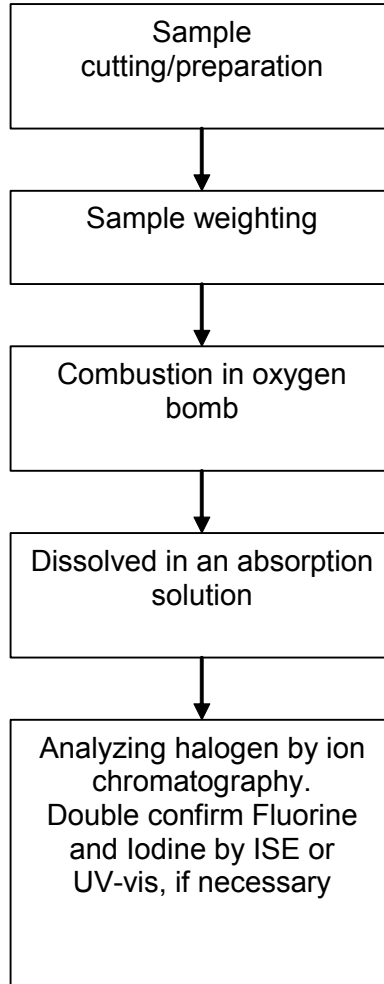 Sample
cutting/preparation
Sample weighting
Combustion in oxygen
bomb
Dissolved in an absorption
solution
Analyzing halogen by ion
chromatography.
Double confirm Fluorine
and Iodine by ISE or
UV-vis, if necessary